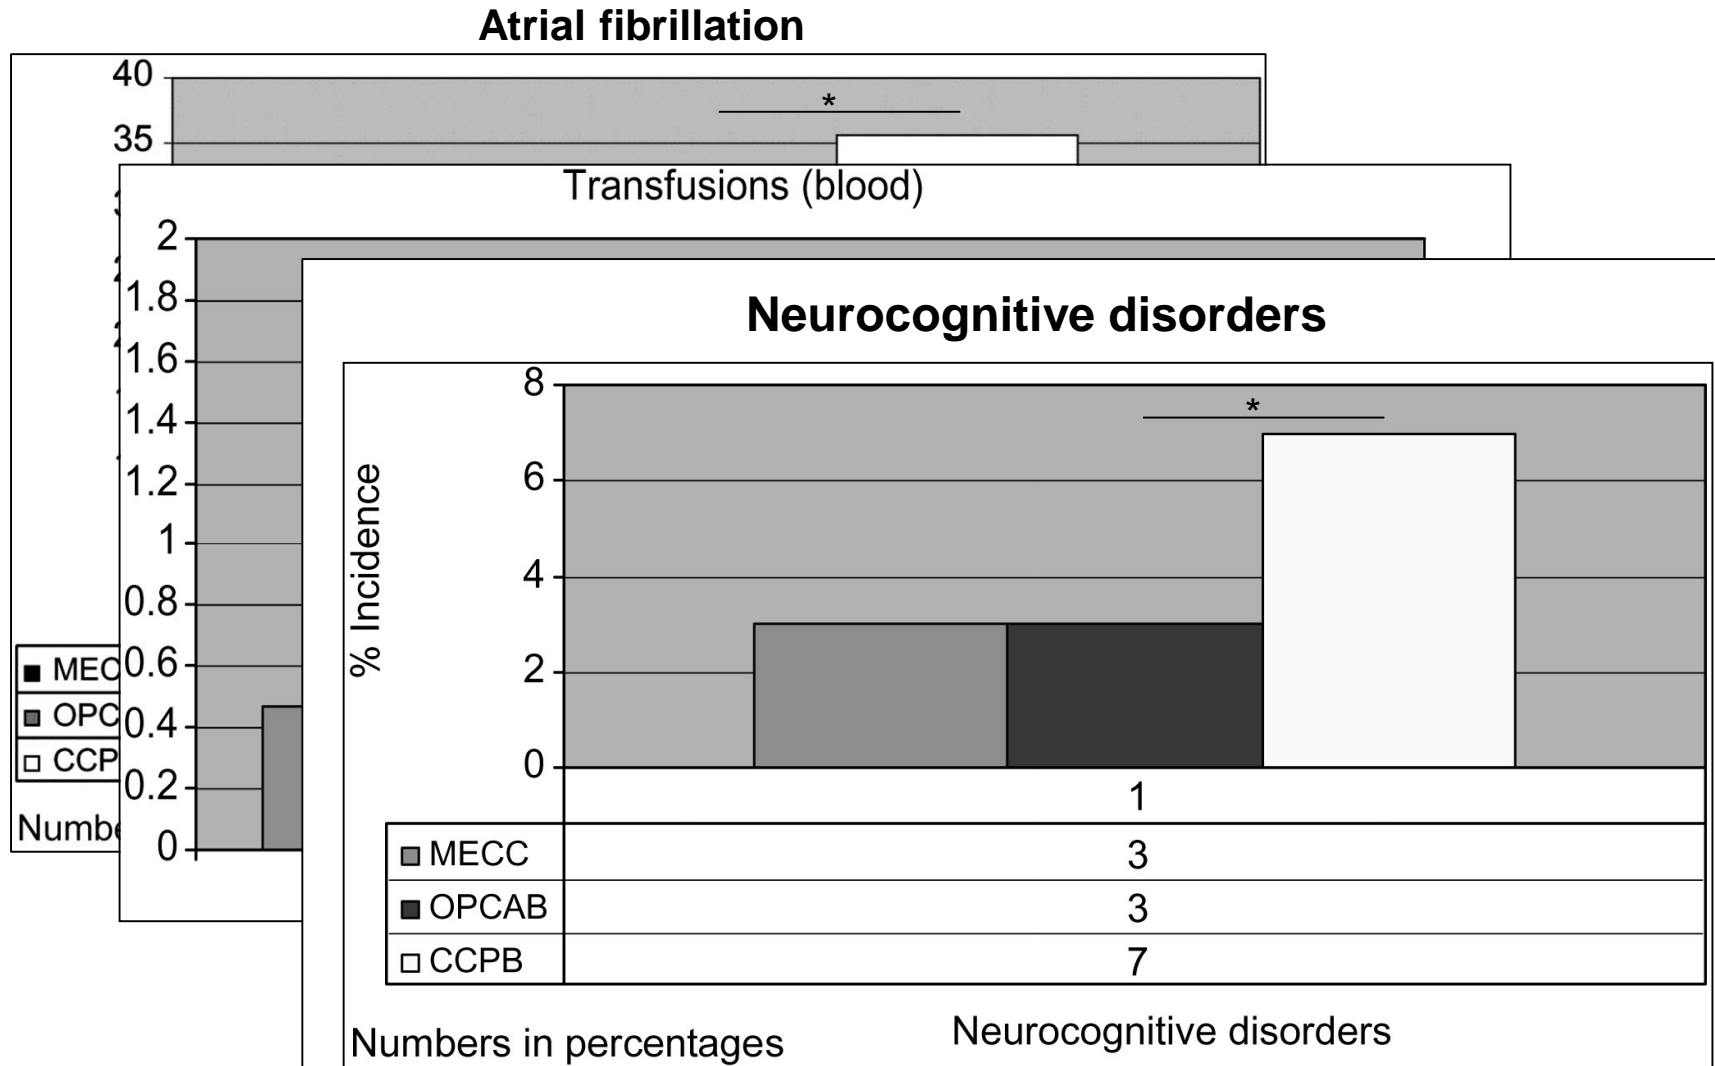 Atrial fibrillation
40
*
35
Transfusions (blood)
2
1.8
1.6
1.4
1.2
1
0.8
0.6
0.4
0.2
0
MEC
OPC
CCP
Numbe
Neurocognitive disorders
% Incidence
8
*
6
4
2
0
1
MECC 3
OPCAB 3
CCPB 7
Numbers in percentages
Neurocognitive disorders